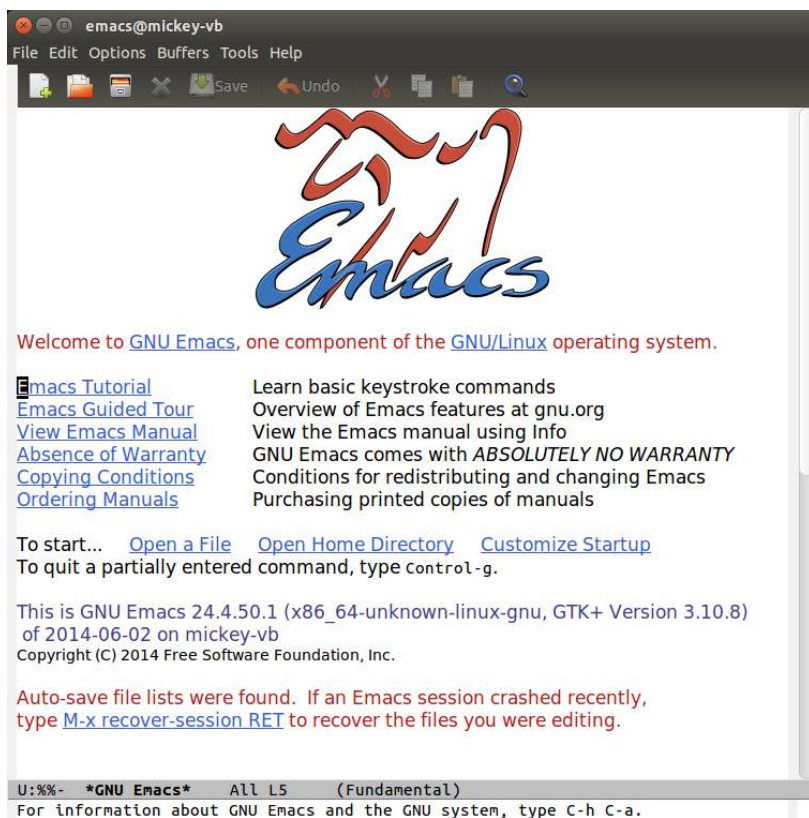 emacs@mickey-vb
File Edit Options Buffers Tools Help
Save Undo
Emacs
Welcome to GNU Emacs, one component of the GNU/Linux operating system.
Emacs Tutorial Learn basic keystroke commands
Emacs Guided Tour Overview of Emacs features at gnu.org
View Emacs Manual View the Emacs manual using Info
Absence of Warranty GNU Emacs comes with ABSOLUTELY NO WARRANTY
Copying Conditions Conditions for redistributing and changing Emacs
Ordering Manuals Purchasing printed copies of manuals
To start... Open a File Open Home Directory Customize Startup
To quit a partially entered command, type Control-g.
This is GNU Emacs 24.4.50.1 (x86_64-unknown-linux-gnu, GTK+ Version 3.10.8)
of 2014-06-02 on mickey-vb
Copyright (C) 2014 Free Software Foundation, Inc.
Auto-save file lists were found. If an Emacs session crashed recently,
type M-x recover-session RET to recover the files you were editing.
U:%%- *GNU Emacs* All L5 (Fundamental)
For information about GNU Emacs and the GNU system, type C-h C-a.